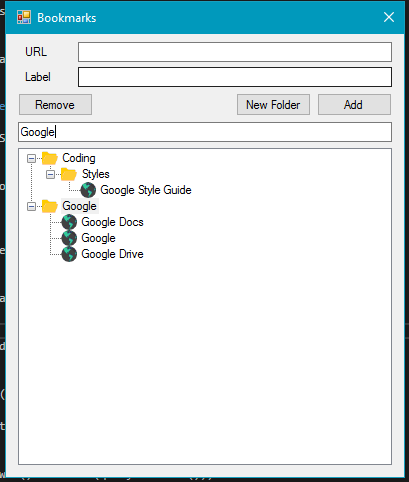 Bookmarks
URL
Label
Remove
New Folder
Add
Google
Coding
Styles
Google Style Guide
Google
Google Docs
Google
Google Drive